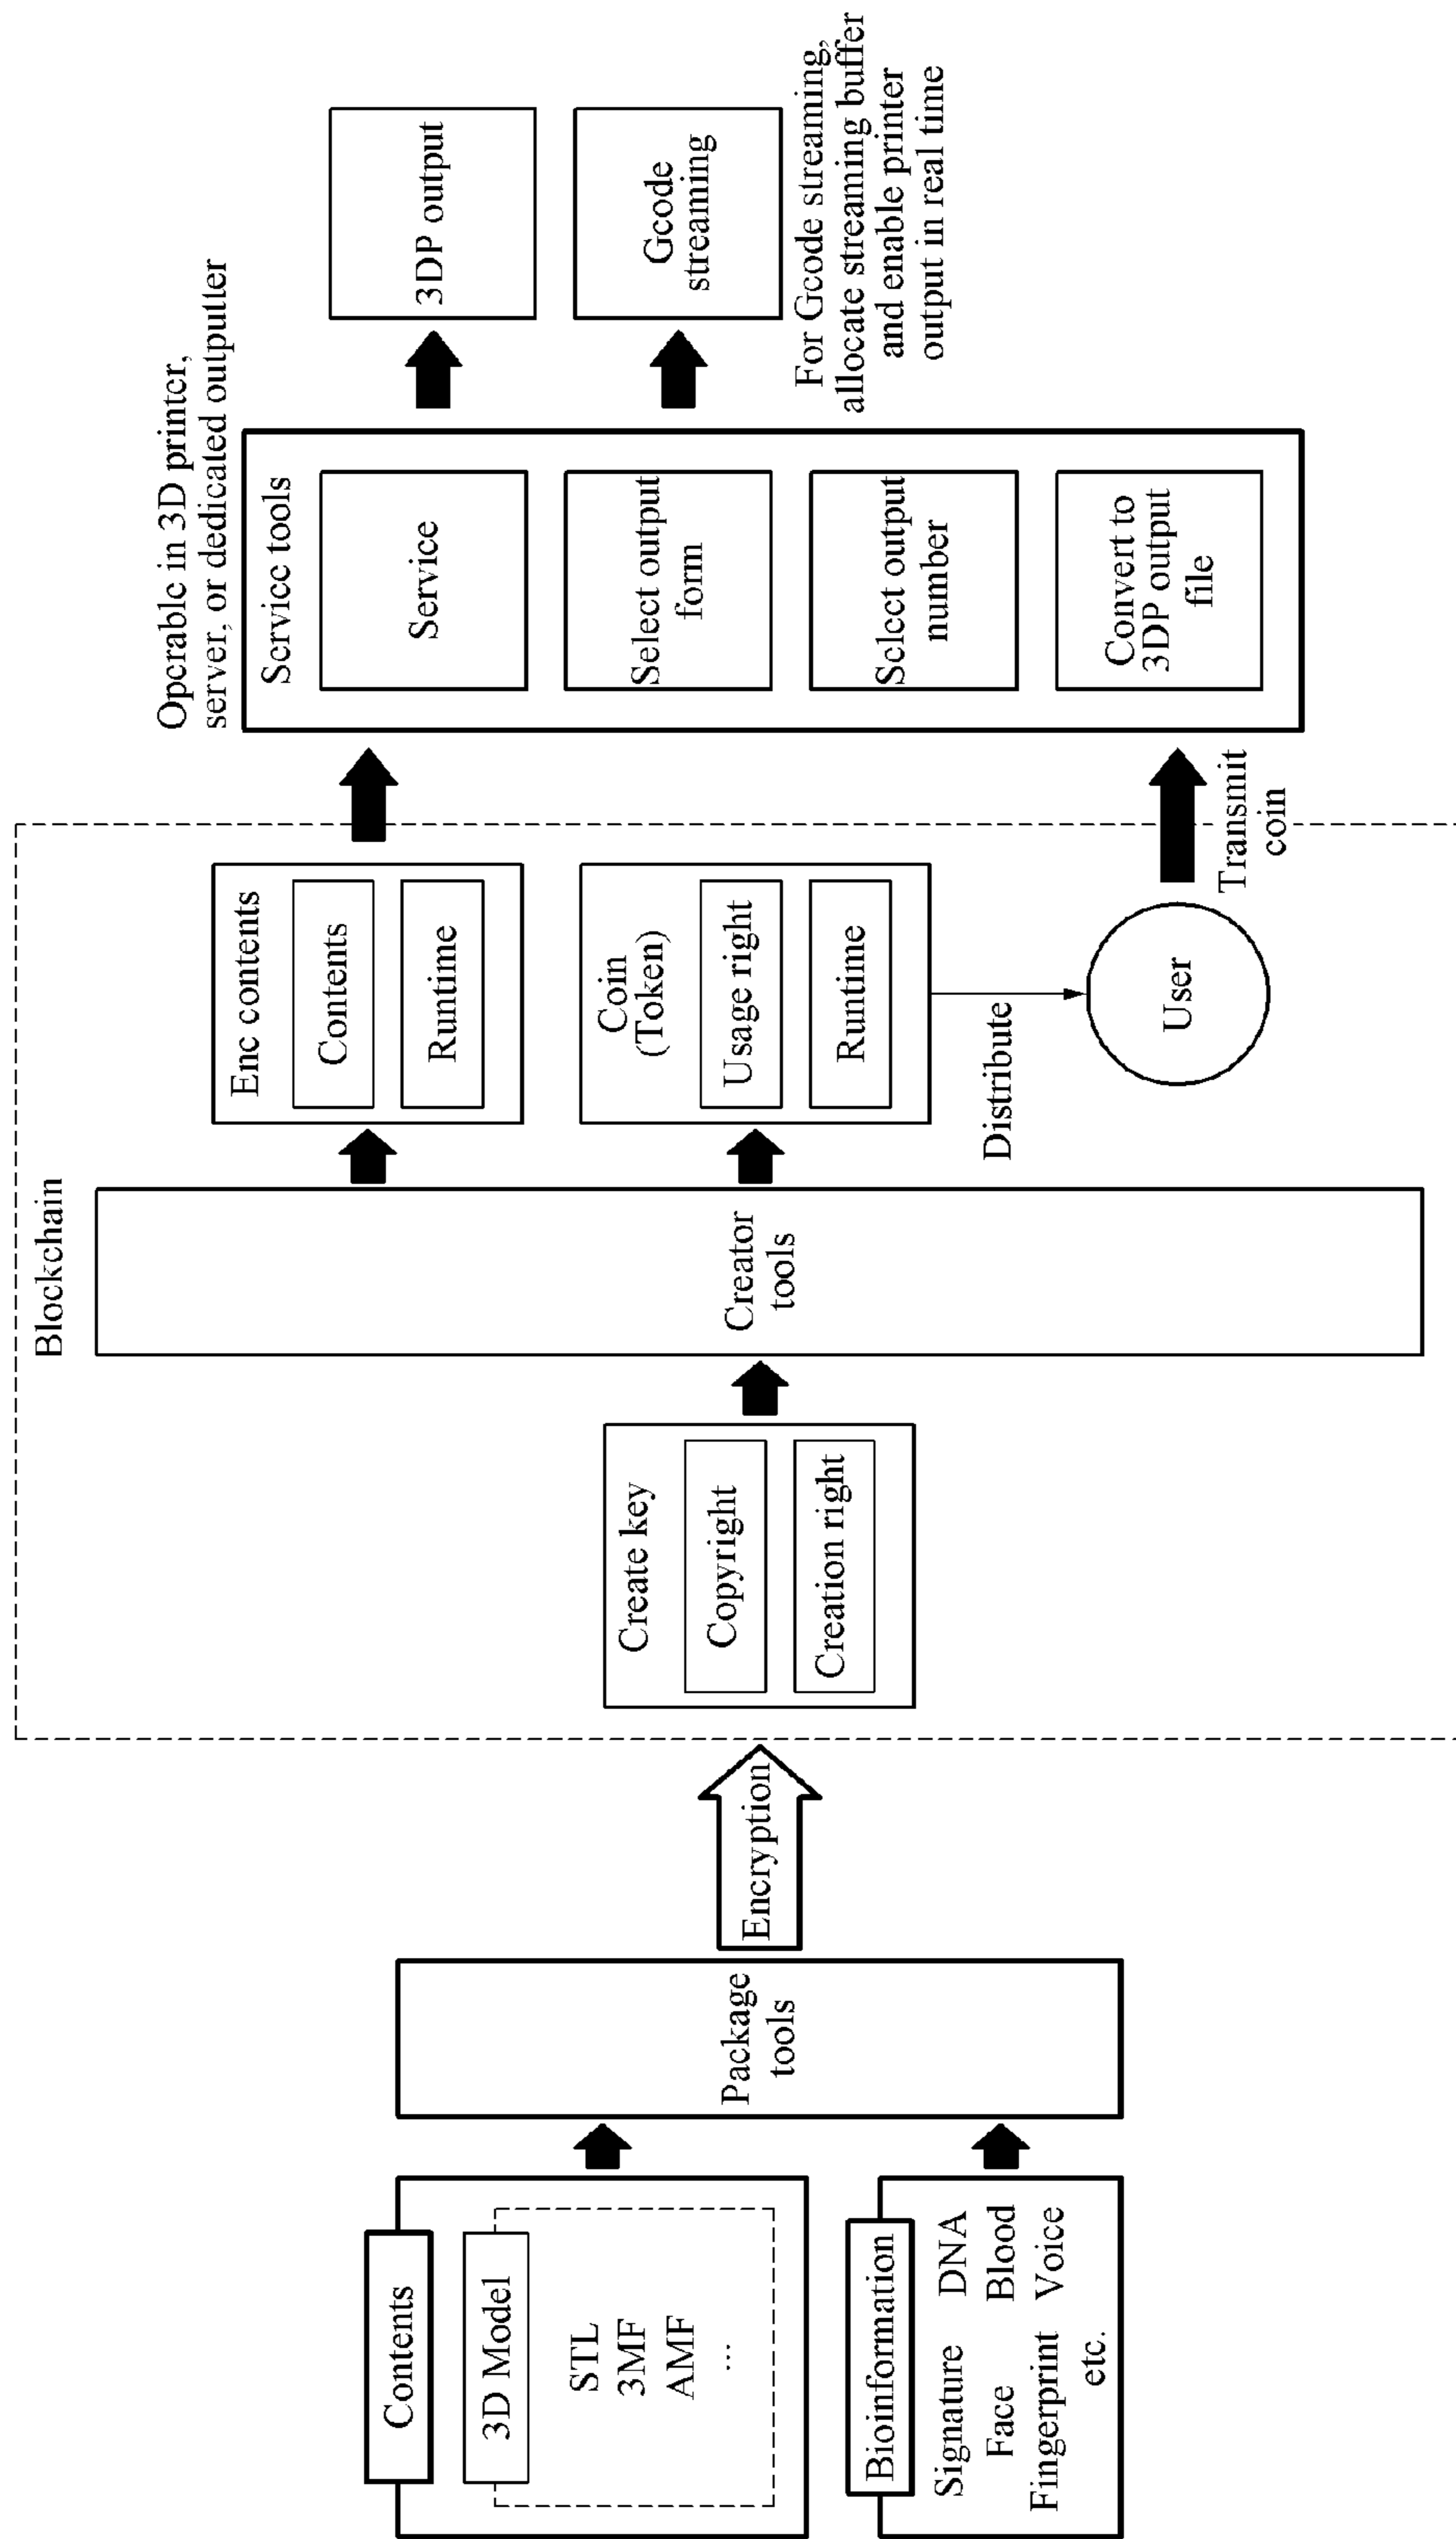 Contents
3D Model
STL
3MF
AMF
...
Bioinformation
Signature DNA
Face Blood
Fingerprint Voice
etc.
Package
tools
Encryption
Blockchain
Create key
Copyright
Creation right
Creator
tools
Enc contents
Contents
Runtime
Coin
(Token)
Usage right
Runtime
Distribute
User
Transmit
coin
Operable in 3D printer,
server, or dedicated outputter
Service tools
Service
Select output
form
Select output
number
Convert to
3DP output
file
3DP output
Gcode
streaming
For Gcode streaming,
allocate streaming buffer
and enable printer
output in real time